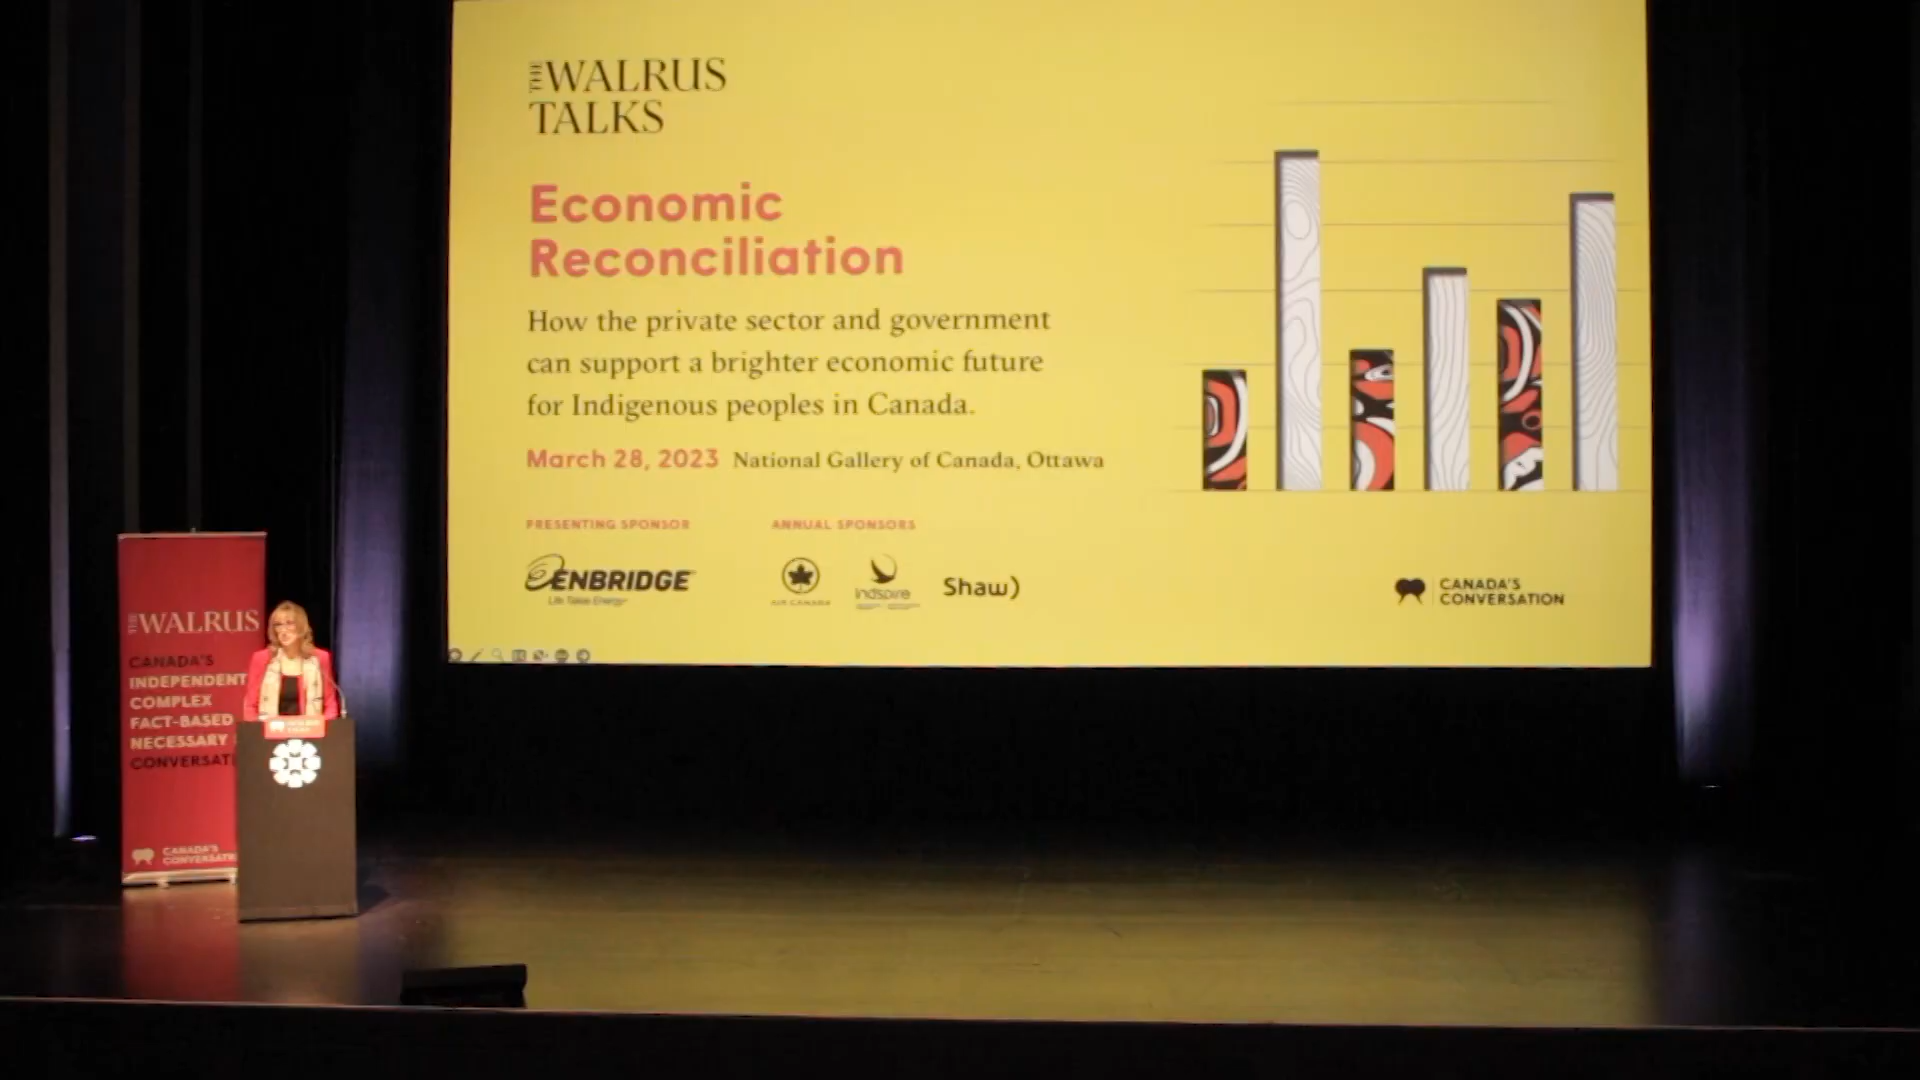 THE WALRUS
TALKS
Economic
Reconciliation
How the private sector and government
can support a brighter economic future
for Indigenous peoples in Canada.
March 28, 2023 National Gallery of Canada, Ottawa
PRESENTING SPONSOR
ANNUAL SPONSORS
ENBRIDGE
Life Takes Energy
AIR CANADA
indspire
Shaw)
CANADA'S
CONVERSATION
THE WALRUS
CANADA'S
INDEPENDENT
COMPLEX
FACT-BASED
NECESSARY
CONVERSATI
CANADA'S
CONVERSATI